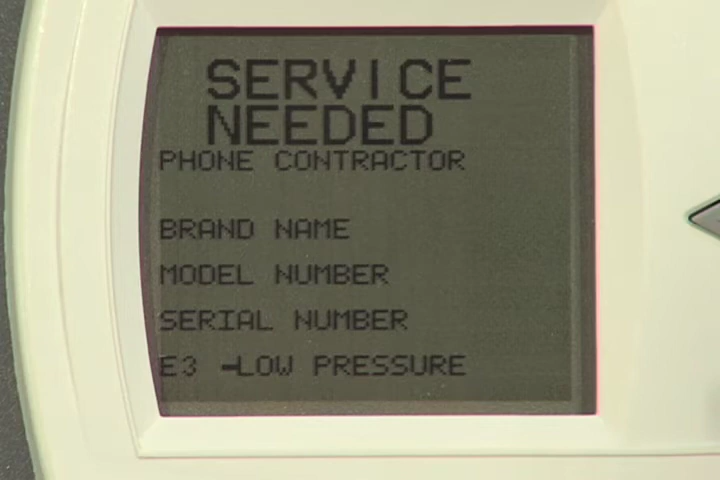 SERVICE
NEEDED
PHONE CONTRACTOR
BRAND NAME
MODEL NUMBER
SERIAL NUMBER
E3 -LOW PRESSURE